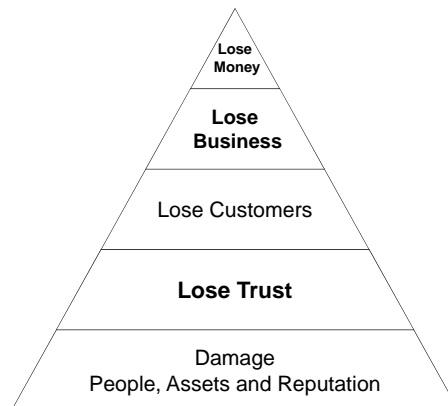 Lose
Money
Lose
Business
Lose Customers
Lose Trust
Damage
People, Assets and Reputation